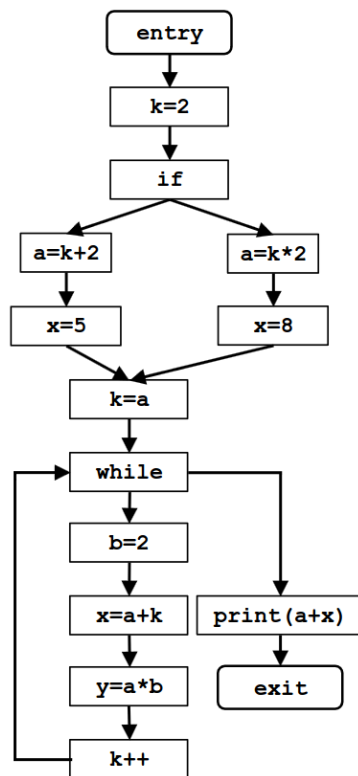 entry
k=2
if
a=k+2
a=k*2
x=5
x=8
k=a
while
b=2
x=a+k
print(a+x)
y=a*b
exit
k++